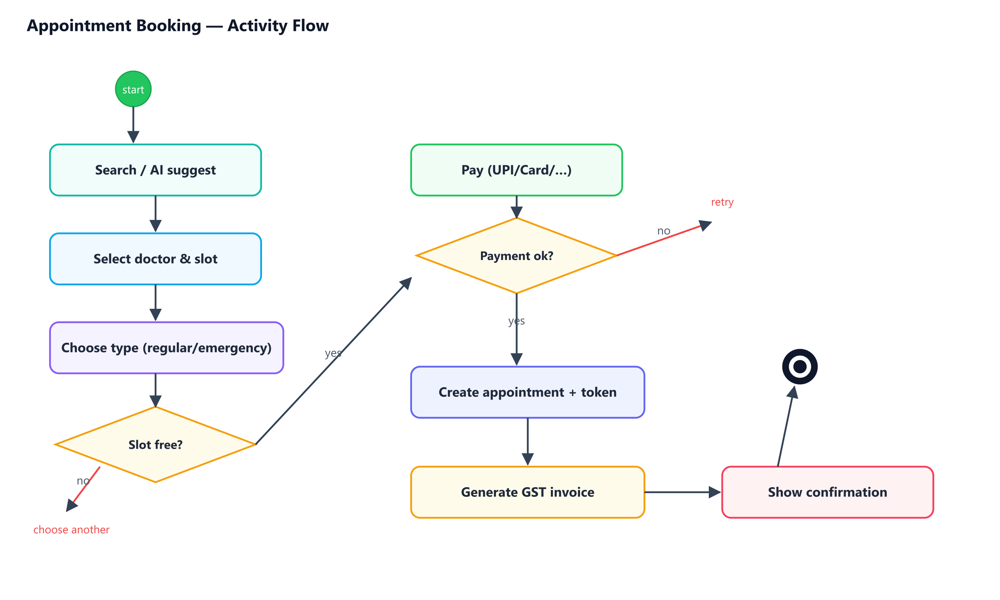 Appointment Booking — Activity Flow
start
Search / AI suggest
Select doctor & slot
Choose type (regular/emergency)
Slot free?
no
choose another
yes
Pay (UPI/Card/...)
Payment ok?
no
retry
yes
Create appointment + token
Generate GST invoice
Show confirmation